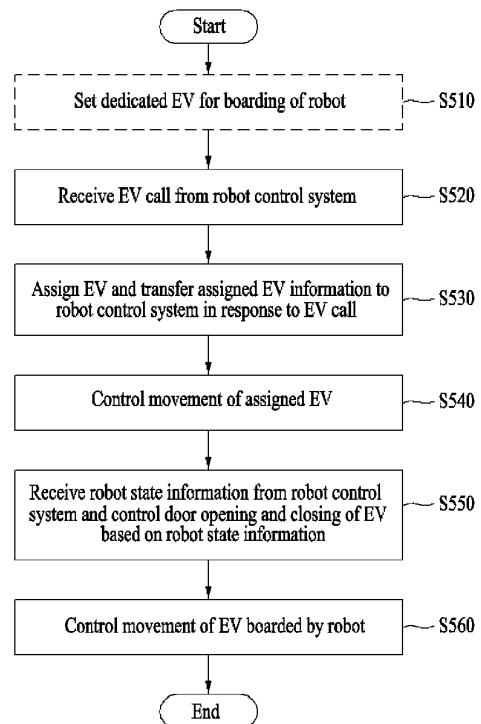 Start
Set dedicated EV for boarding of robot
S510
Receive EV call from robot control system
S520
Assign EV and transfer assigned EV information to
robot control system in response to EV call
S530
Control movement of assigned EV
S540
Receive robot state information from robot control
system and control door opening and closing of EV
based on robot state information
S550
Control movement of EV boarded by robot
S560
End